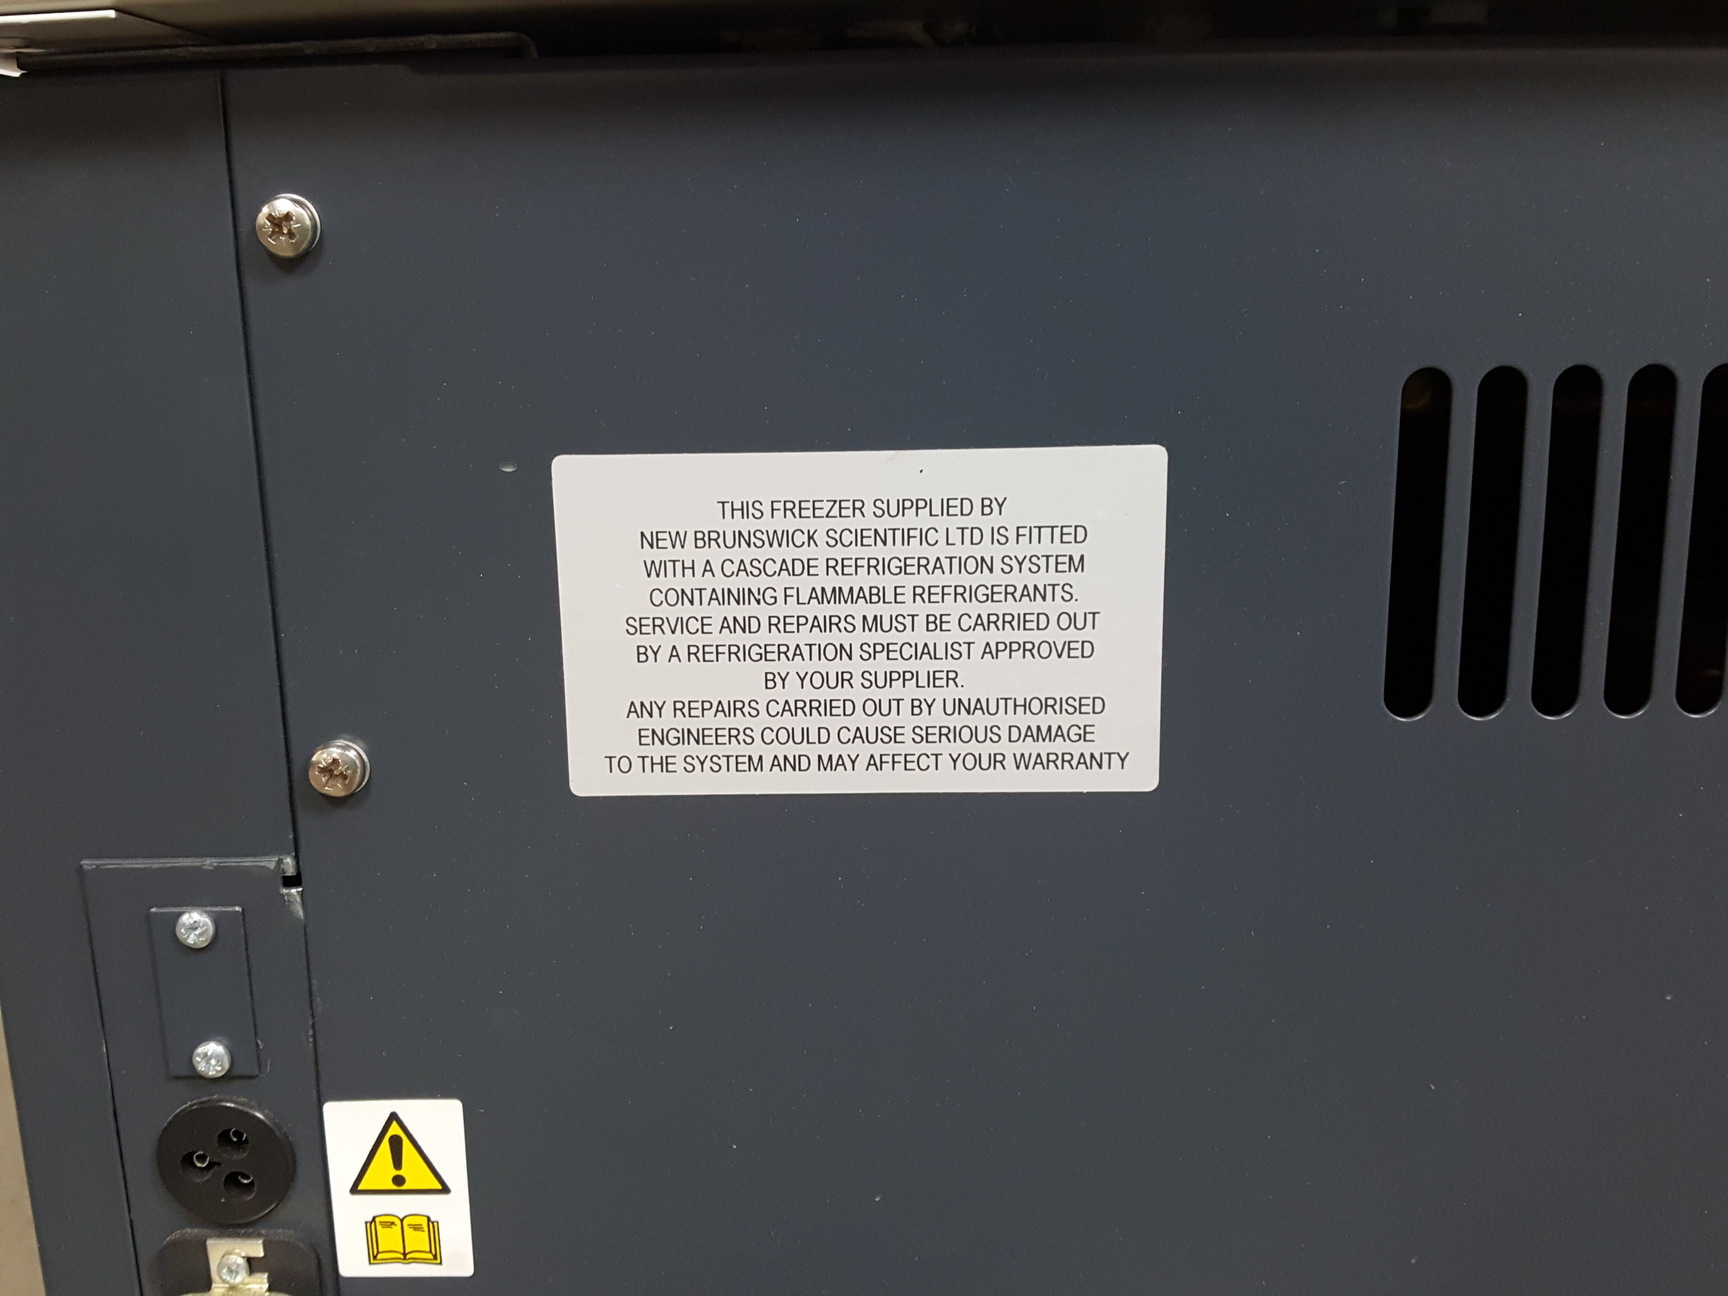 THIS FREEZER SUPPLIED BY
NEW BRUNSWICK SCIENTIFIC LTD IS FITTED
WITH A CASCADE REFRIGERATION SYSTEM
CONTAINING FLAMMABLE REFRIGERANTS.
SERVICE AND REPAIRS MUST BE CARRIED OUT
BY A REFRIGERATION SPECIALIST APPROVED
BY YOUR SUPPLIER.
ANY REPAIRS CARRIED OUT BY UNAUTHORISED
ENGINEERS COULD CAUSE SERIOUS DAMAGE
TO THE SYSTEM AND MAY AFFECT YOUR WARRANTY